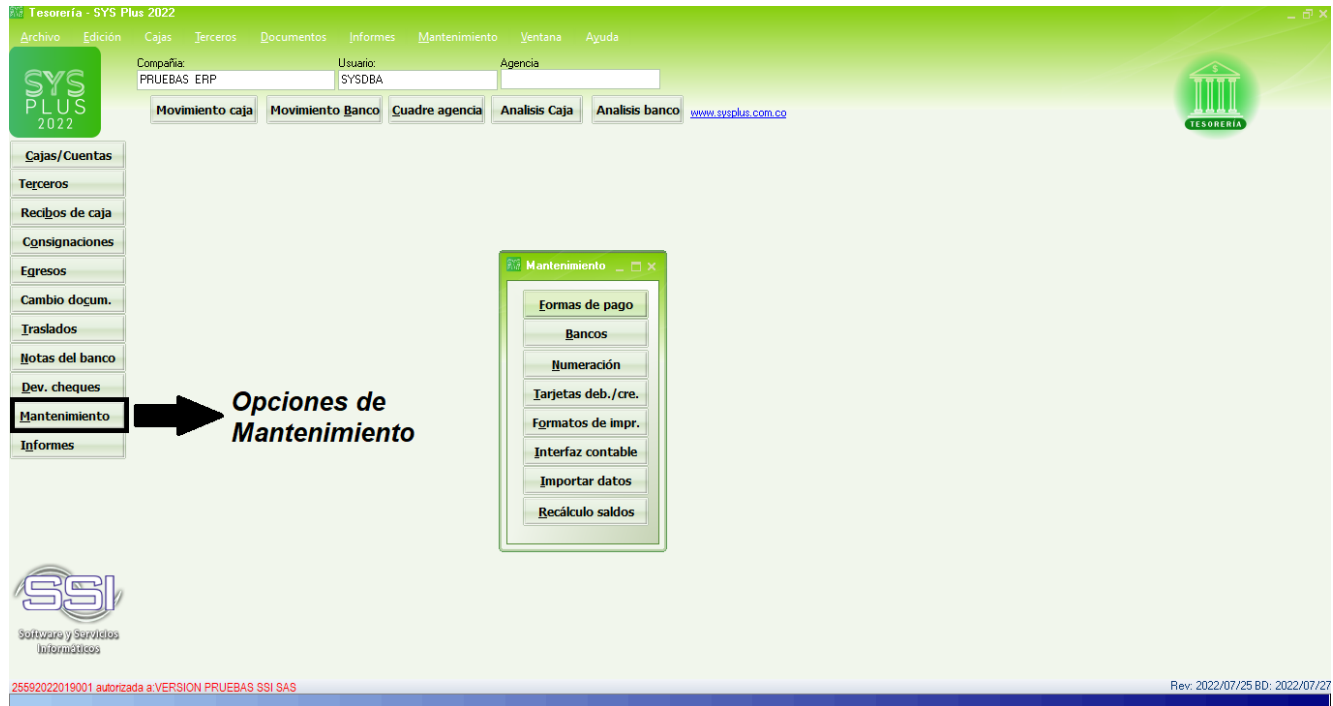 Tesorería - SYS Plus 2022
Archivo Edición Cajas Terceros Documentos Informes Mantenimiento Ventana Ayuda
SYS
PLUS
2022
Compañia: Usuario: Agencia
PRUEBAS ERP SYSDBA
Movimiento caja Movimiento Banco Cuadre agencia Analisis Caja Analisis banco www.sysplus.com.co
$
TESORERÍA
Cajas/Cuentas
Terceros
Recibos de caja
Consignaciones
Egresos
Cambio docum.
Traslados
Notas del banco
Dev. cheques
Mantenimiento
Informes
Opciones de
Mantenimiento
Mantenimiento
Formas de pago
Bancos
Numeración
Tarjetas deb./cre.
Formatos de impr.
Interfaz contable
Importar datos
Recálculo saldos
SSI
Software y Servicios
Informáticos
25592022019001 autorizada a:VERSION PRUEBAS SSI SAS
Rev: 2022/07/25 BD: 2022/07/27